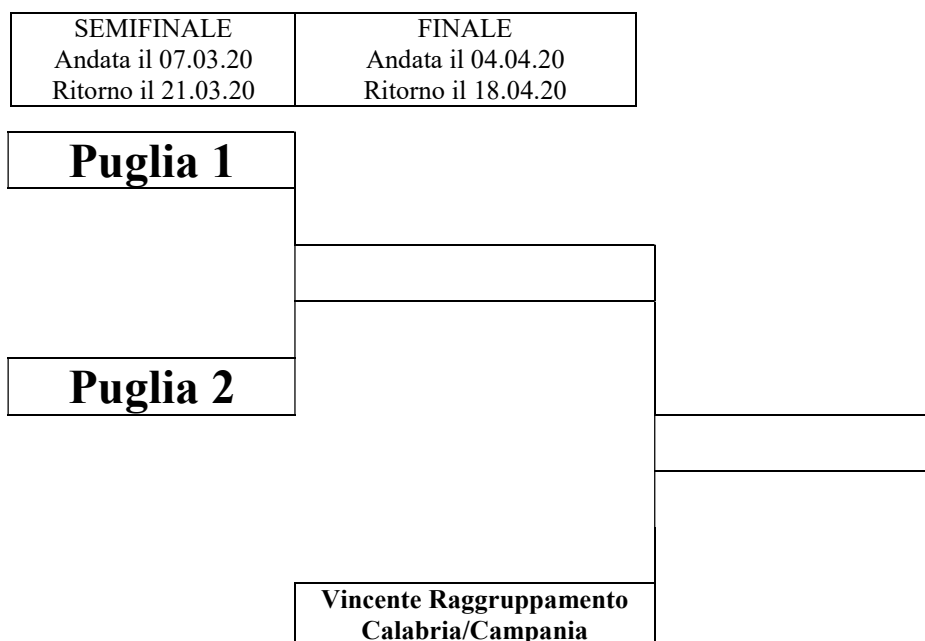 SEMIFINALE
Andata il 07.03.20
Ritorno il 21.03.20
FINALE
Andata il 04.04.20
Ritorno il 18.04.20
Puglia 1
Puglia 2
Vincente Raggruppamento
Calabria/Campania